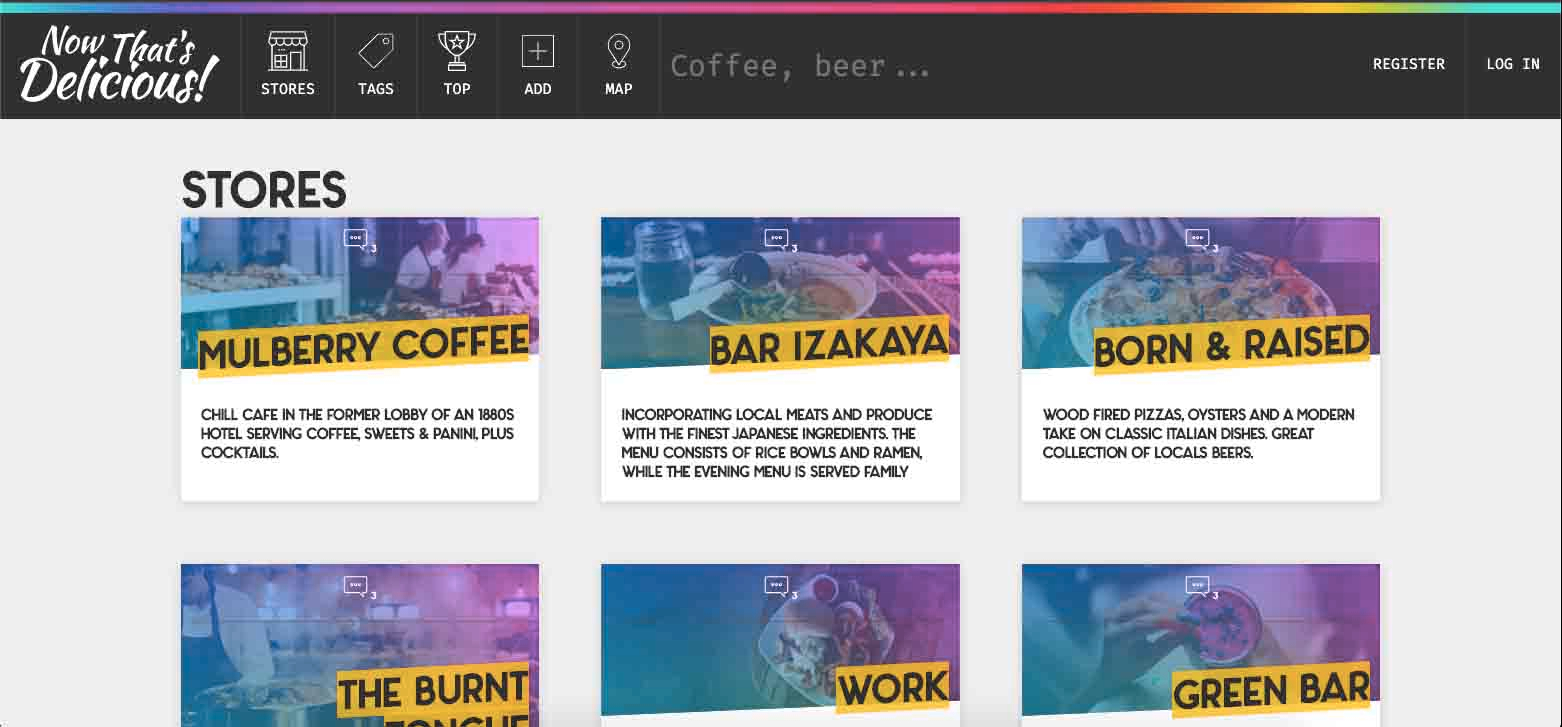 Now That's
Delicious!
STORES
TAGS
TOP
ADD
MAP
Coffee, beer...
REGISTER
LOG IN
STORES
3
MULBERRY COFFEE
CHILL CAFE IN THE FORMER LOBBY OF AN 1880S
HOTEL SERVING COFFEE, SWEETS & PANINI, PLUS
COCKTAILS.
3
BAR IZAKAYA
INCORPORATING LOCAL MEATS AND PRODUCE
WITH THE FINEST JAPANESE INGREDIENTS. THE
MENU CONSISTS OF RICE BOWLS AND RAMEN,
WHILE THE EVENING MENU IS SERVED FAMILY
3
BORN & RAISED
WOOD FIRED PIZZAS, OYSTERS AND A MODERN
TAKE ON CLASSIC ITALIAN DISHES. GREAT
COLLECTION OF LOCALS BEERS.
3
THE BURNT
TONGUE
3
WORK
3
GREEN BAR